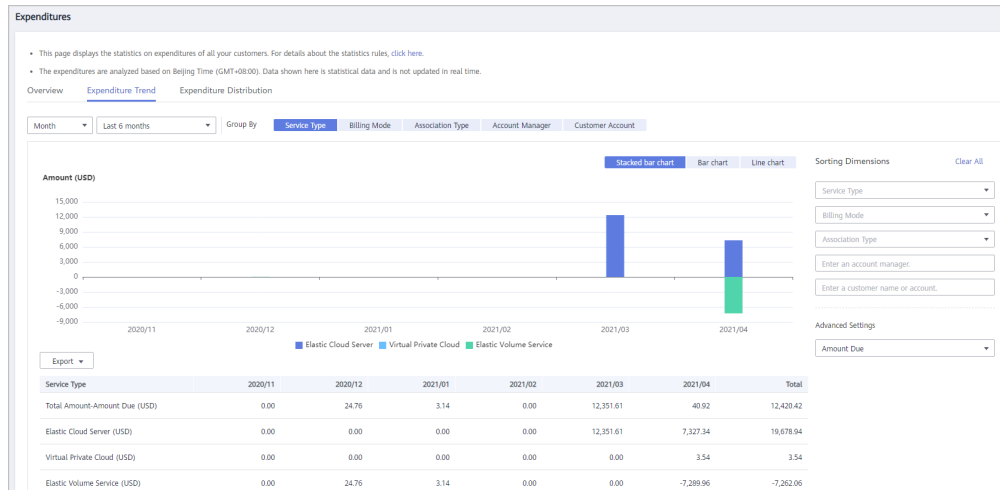 Expenditures
• This page displays the statistics on expenditures of all your customers. For details about the statistics rules, click here.
• The expenditures are analyzed based on Beijing Time (GMT+08:00). Data shown here is statistical data and is not updated in real time.
Overview Expenditure Trend Expenditure Distribution
Month Last 6 months Group By Service Type Billing Mode Association Type Account Manager Customer Account
Stacked bar chart Bar chart Line chart
Sorting Dimensions Clear All
Service Type
Billing Mode
Association Type
Enter an account manager.
Enter a customer name or account.
Advanced Settings
Amount Due
Amount (USD)
15,000
12,000
9,000
6,000
3,000
0
-3,000
-6,000
-9,000
2020/11 2020/12 2021/01 2021/02 2021/03 2021/04
Elastic Cloud Server Virtual Private Cloud Elastic Volume Service
Export
Service Type 2020/11 2020/12 2021/01 2021/02 2021/03 2021/04 Total
Total Amount-Amount Due (USD) 0.00 24.76 3.14 0.00 12,351.61 40.92 12,420.42
Elastic Cloud Server (USD) 0.00 0.00 0.00 0.00 12,351.61 7,327.34 19,678.94
Virtual Private Cloud (USD) 0.00 0.00 0.00 0.00 0.00 3.54 3.54
Elastic Volume Service (USD) 0.00 24.76 3.14 0.00 0.00 -7,289.96 -7,262.06